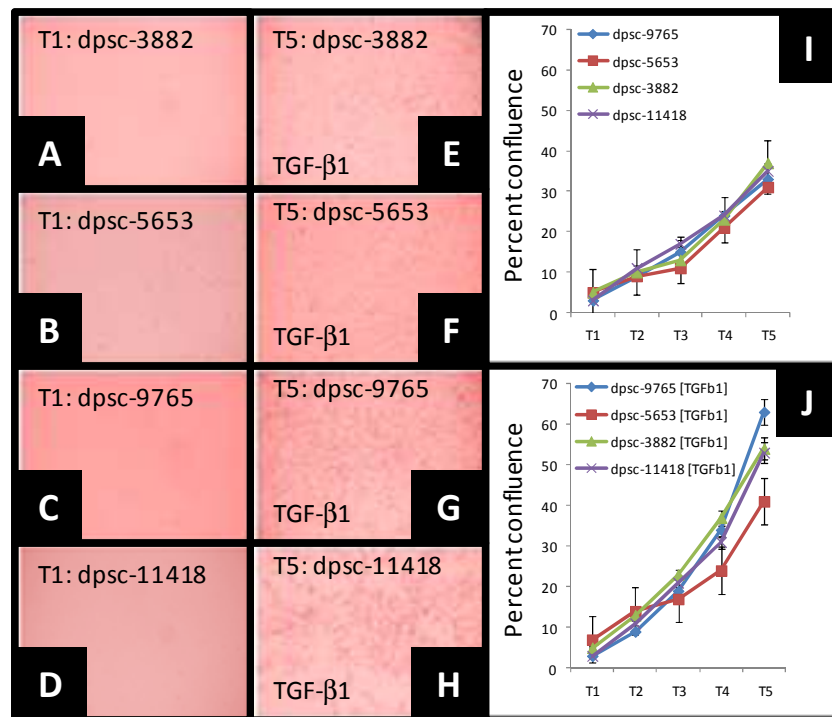 T1: dpsc-3882
A
T5: dpsc-3882
TGF-β1
E
T1: dpsc-5653
B
T5: dpsc-5653
TGF-β1
F
T1: dpsc-9765
C
T5: dpsc-9765
TGF-β1
G
T1: dpsc-11418
D
T5: dpsc-11418
TGF-β1
H
I
dpsc-9765
dpsc-5653
dpsc-3882
dpsc-11418
Percent confluence
70
60
50
40
30
20
10
0
T1 T2 T3 T4 T5
J
dpsc-9765 [TGFb1]
dpsc-5653 [TGFb1]
dpsc-3882 [TGFb1]
dpsc-11418 [TGFb1]
Percent confluence
70
60
50
40
30
20
10
0
T1 T2 T3 T4 T5